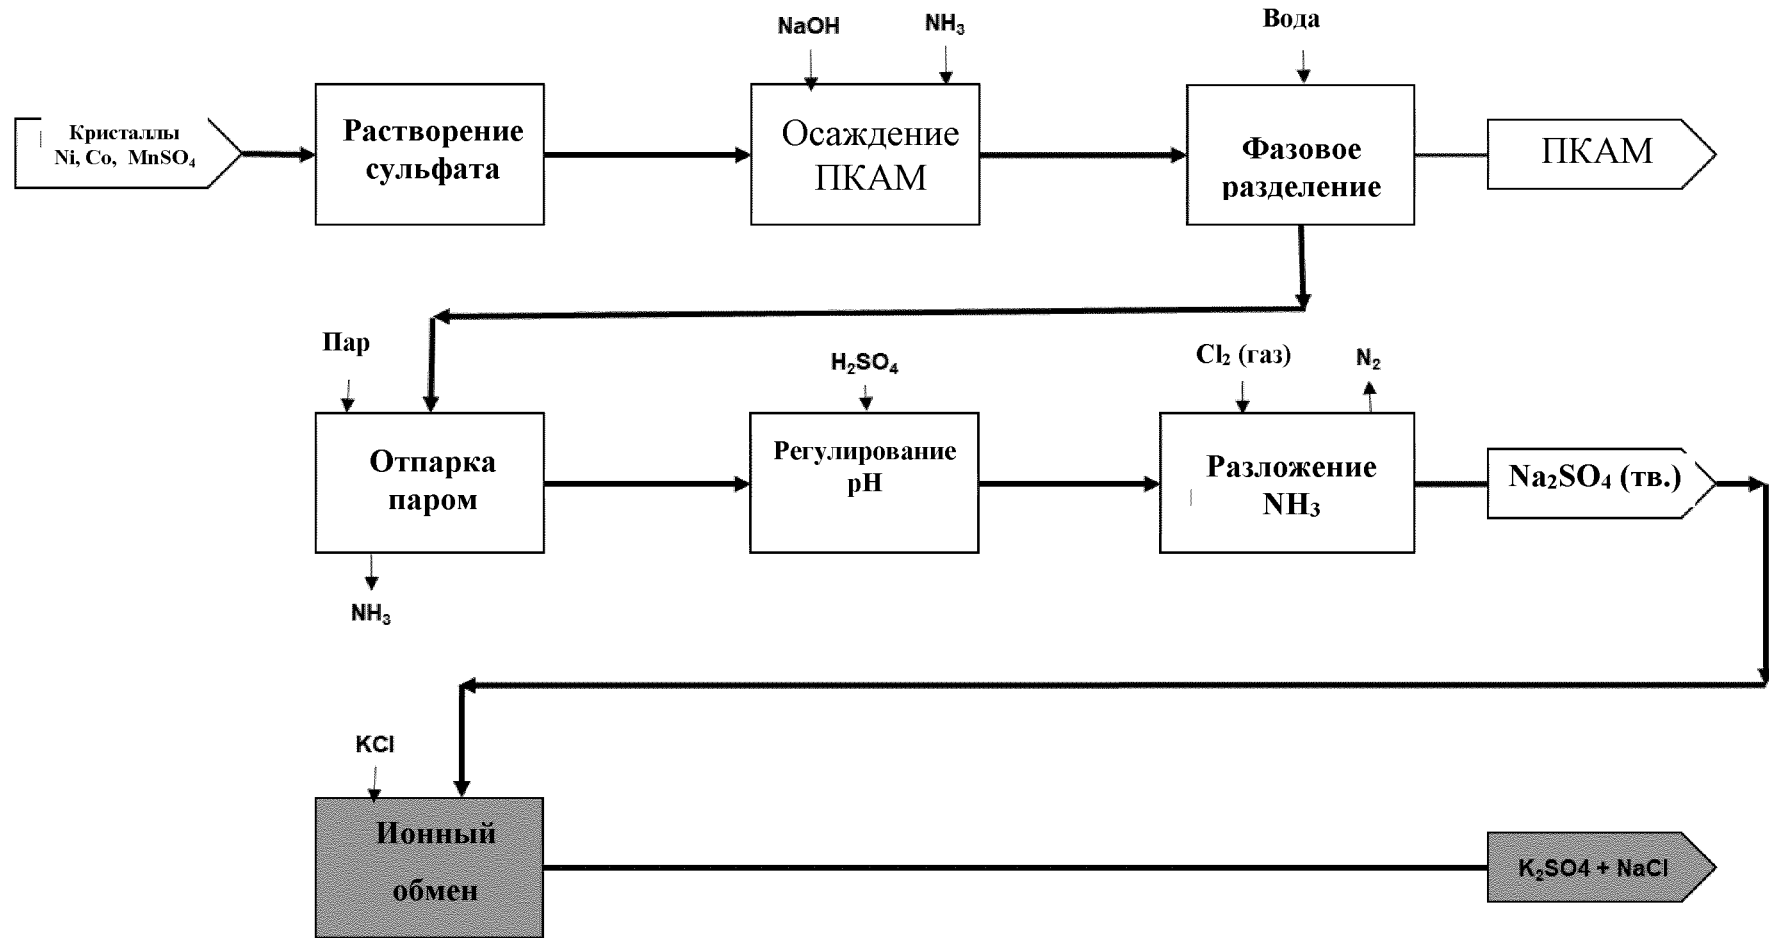 NaOH
NH₃
Вода
Кристаллы
Ni, Co, MnSO₄
Растворение
сульфата
Осаждение
ПКАМ
Фазовое
разделение
ПКАМ
Пар
H₂SO₄
Cl₂ (газ)
N₂
Отпарка
паром
Регулирование
pH
Разложение
NH₃
Na₂SO₄ (тв.)
NH₃
KCl
Ионный
обмен
K₂SO4 + NaCl